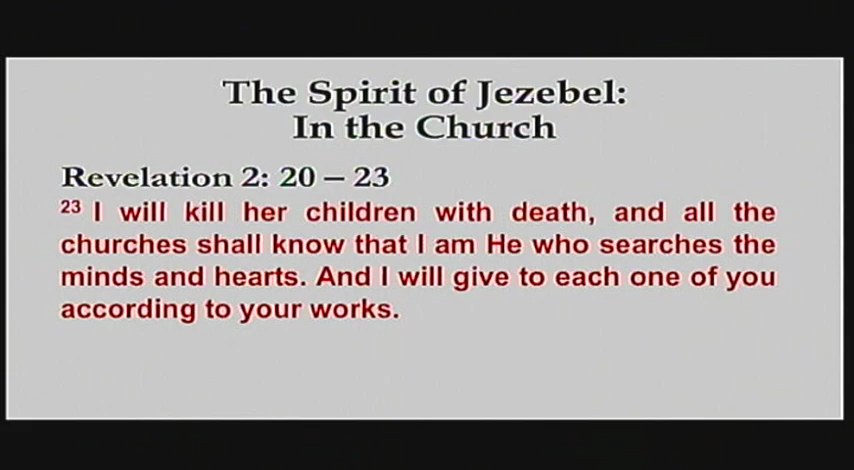 The Spirit of Jezebel:
In the Church
Revelation 2: 20 – 23
23 I will kill her children with death, and all the
churches shall know that I am He who searches the
minds and hearts. And I will give to each one of you
according to your works.